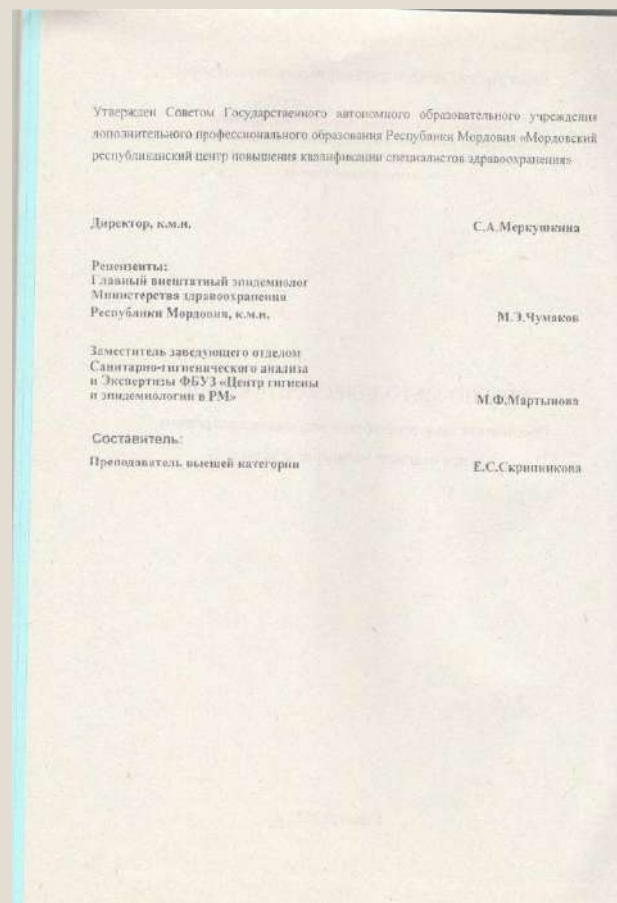 Утвержден Советом Государственного автономного образовательного учреждения
дополнительного профессионального образования Республики Мордовия «Мордовский
республиканский центр повышения квалификации специалистов здравоохранения»
Директор, к.м.н. С.А.Меркушкина
Рецензенты:
Главный внештатный эпидемиолог
Министерства здравоохранения
Республики Мордовия, к.м.н. М.Э.Чумаков
Заместитель заведующего отделом
Санитарно-гигиенического анализа
и Экспертизы ФБУЗ «Центр гигиены
и эпидемиологии в РМ» М.Ф.Мартынова
Составитель:
Преподаватель высшей категории Е.С.Скрипникова